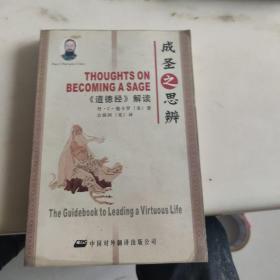 THOUGHTS ON
BECOMING A SAGE
《道德经》解读
成圣之思辨
The Guidebook to Leading a Virtuous Life
中国对外翻译出版公司